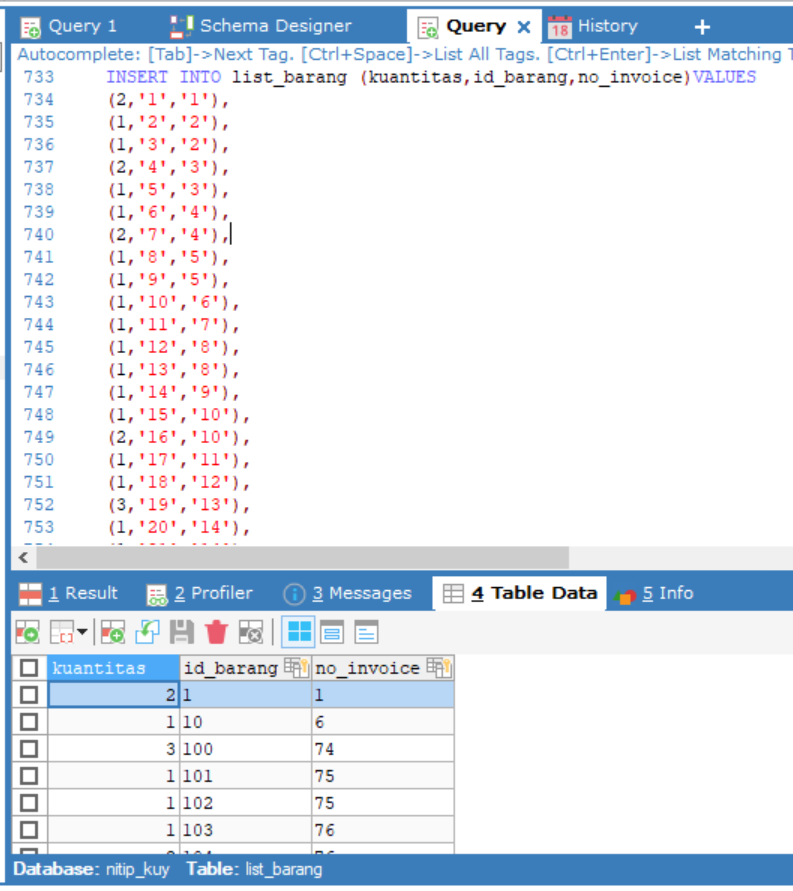 Query 1 Schema Designer Query × 18 History +
Autocomplete: [Tab]->Next Tag. [Ctrl+Space]->List All Tags. [Ctrl+Enter]->List Matching T
733 INSERT INTO list_barang (kuantitas,id_barang,no_invoice)VALUES
734 (2,'1','1'),
735 (1,'2','2'),
736 (1,'3','2'),
737 (2,'4','3'),
738 (1,'5','3'),
739 (1,'6','4'),
740 (2,'7','4'),
741 (1,'8','5'),
742 (1,'9','5'),
743 (1,'10','6'),
744 (1,'11','7'),
745 (1,'12','8'),
746 (1,'13','8'),
747 (1,'14','9'),
748 (1,'15','10'),
749 (2,'16','10'),
750 (1,'17','11'),
751 (1,'18','12'),
752 (3,'19','13'),
753 (1,'20','14'),
1 Result 2 Profiler 3 Messages 4 Table Data 5 Info
kuantitas id_barang no_invoice
2 1 1
1 10 6
3 100 74
1 101 75
1 102 75
1 103 76
Database: nitip_kuy Table: list_barang